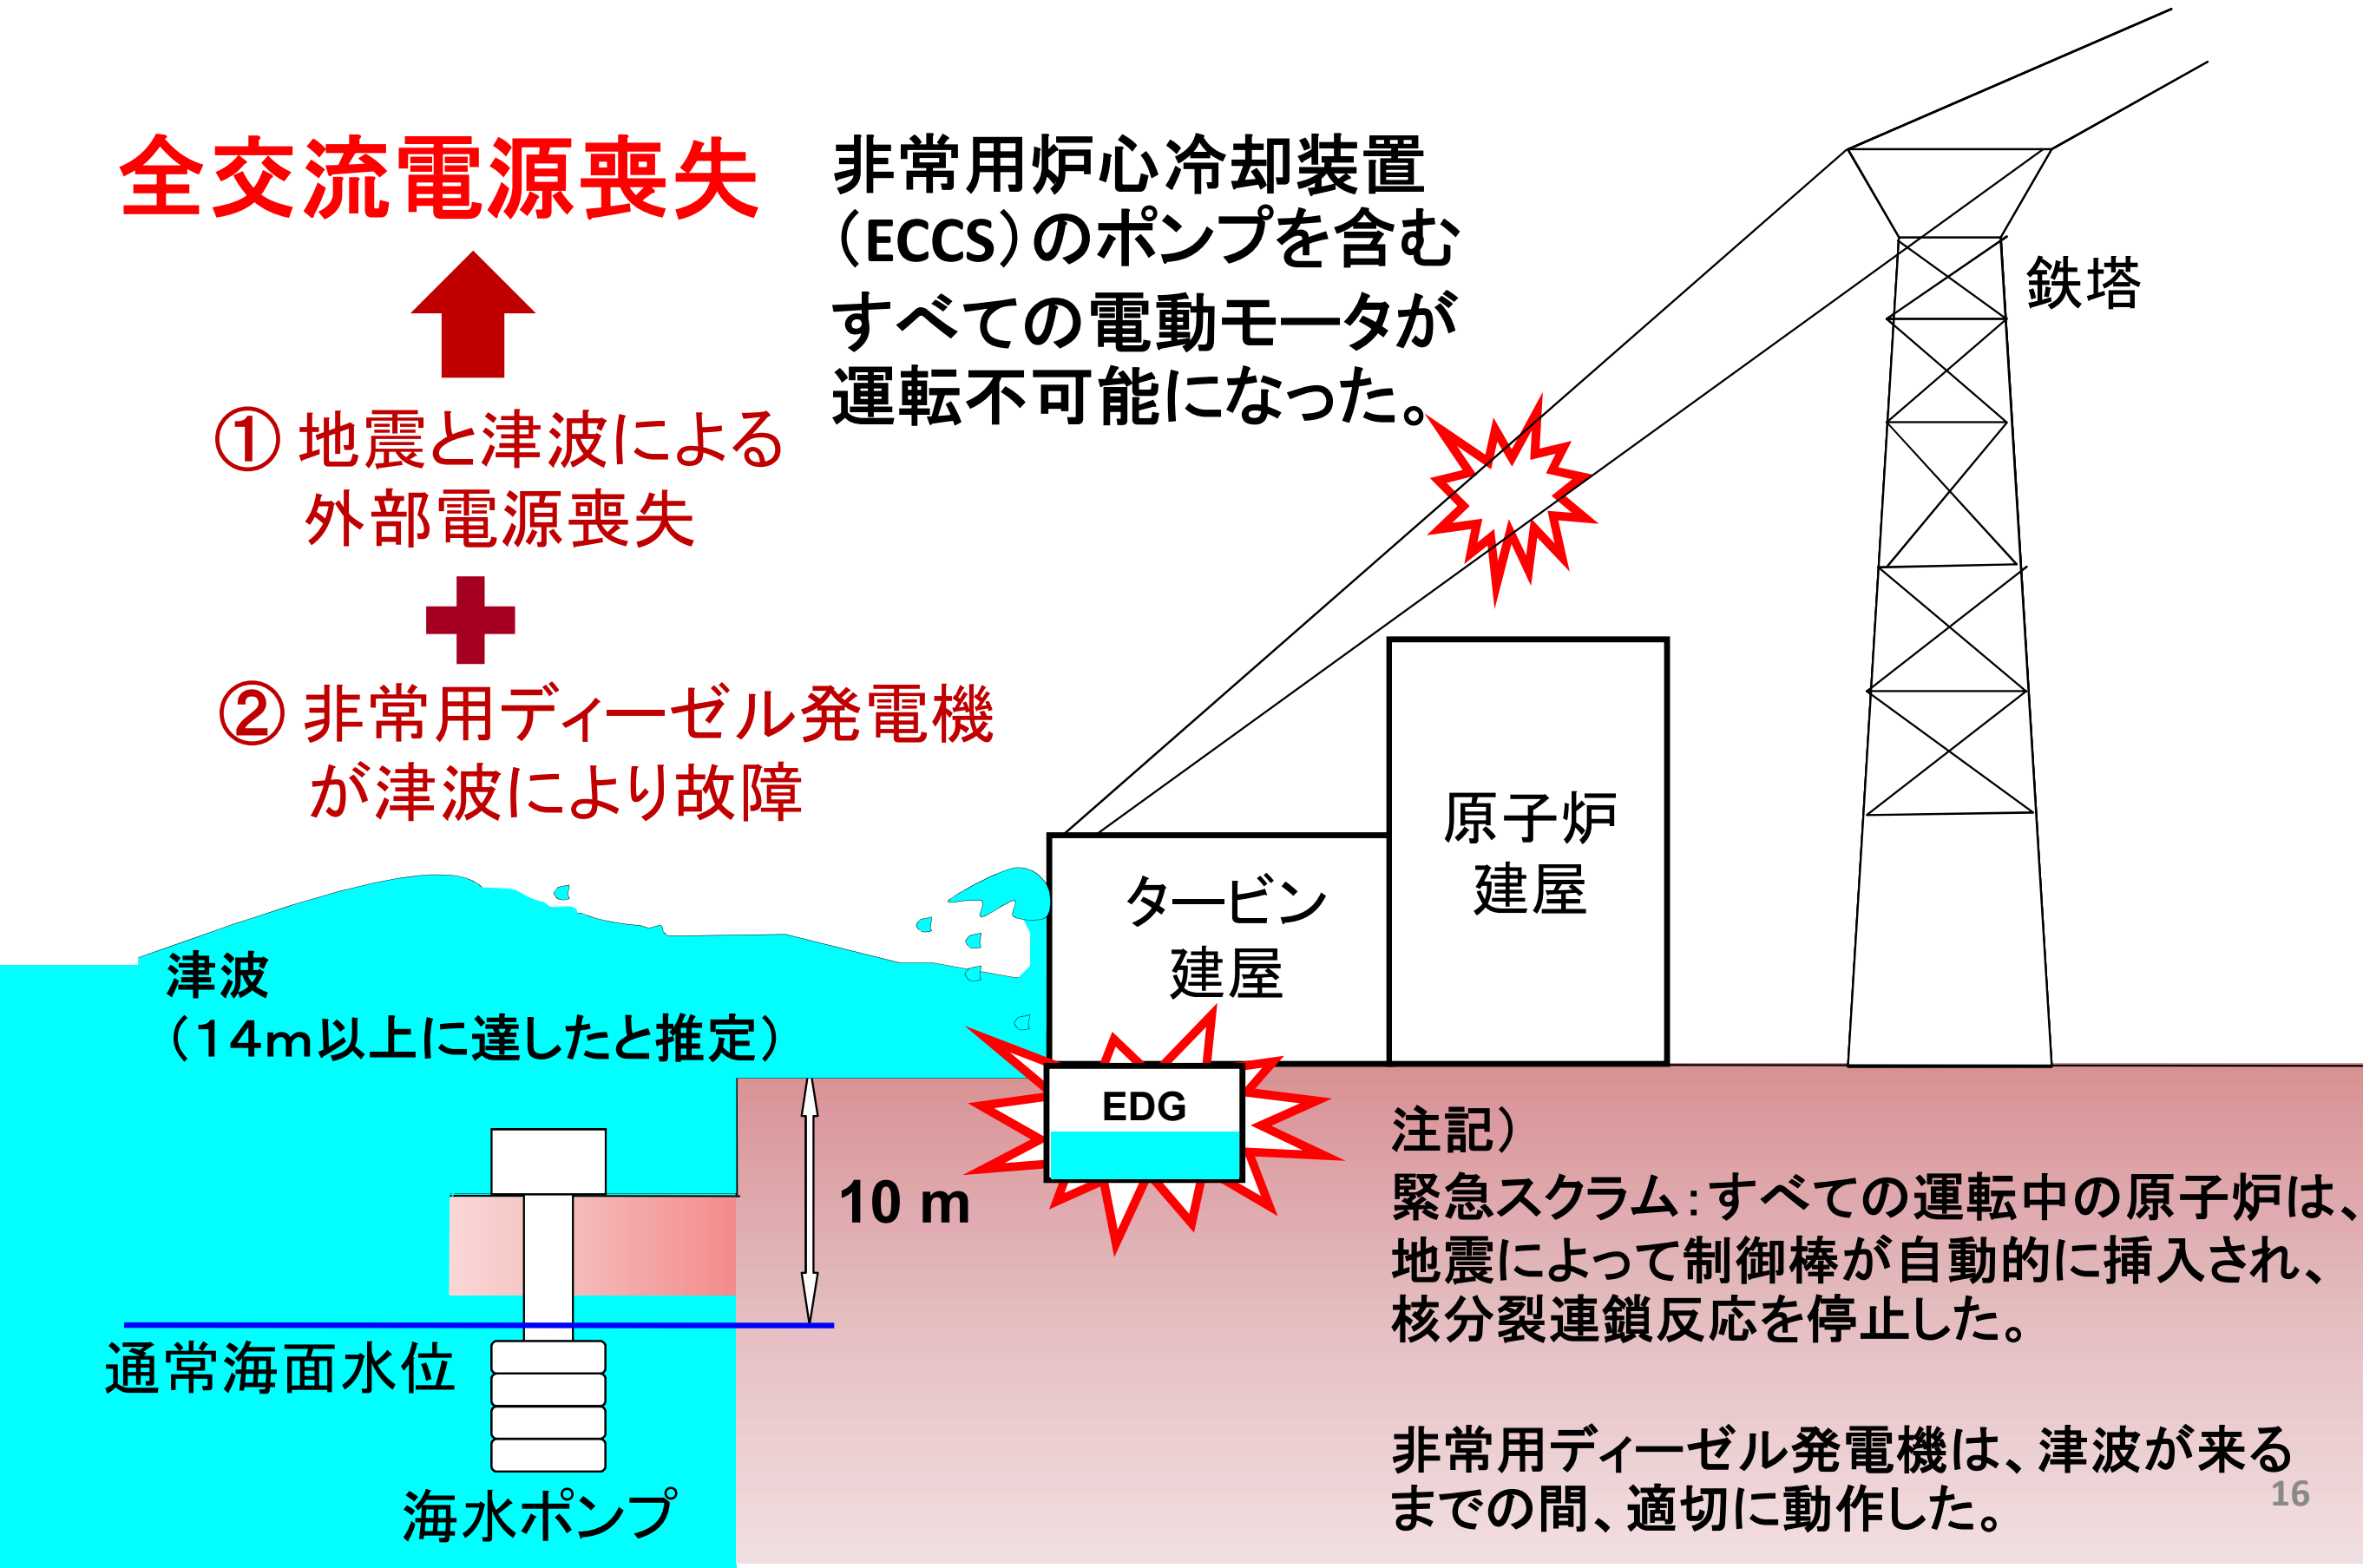 全交流電源喪失
① 地震と津波による
外部電源喪失
② 非常用ディーゼル発電機
が津波により故障
非常用炉心冷却装置
（ECCS）のポンプを含む
すべての電動モータが
運転不可能になった。
鉄塔
原子炉
建屋
タービン
建屋
津波
（14m以上に達したと推定）
EDG
10 m
通常海面水位
海水ポンプ
注記）
緊急スクラム：すべての運転中の原子炉は、
地震によって制御棒が自動的に挿入され、
核分裂連鎖反応を停止した。
非常用ディーゼル発電機は、津波が来る
までの間、適切に動作した。
16